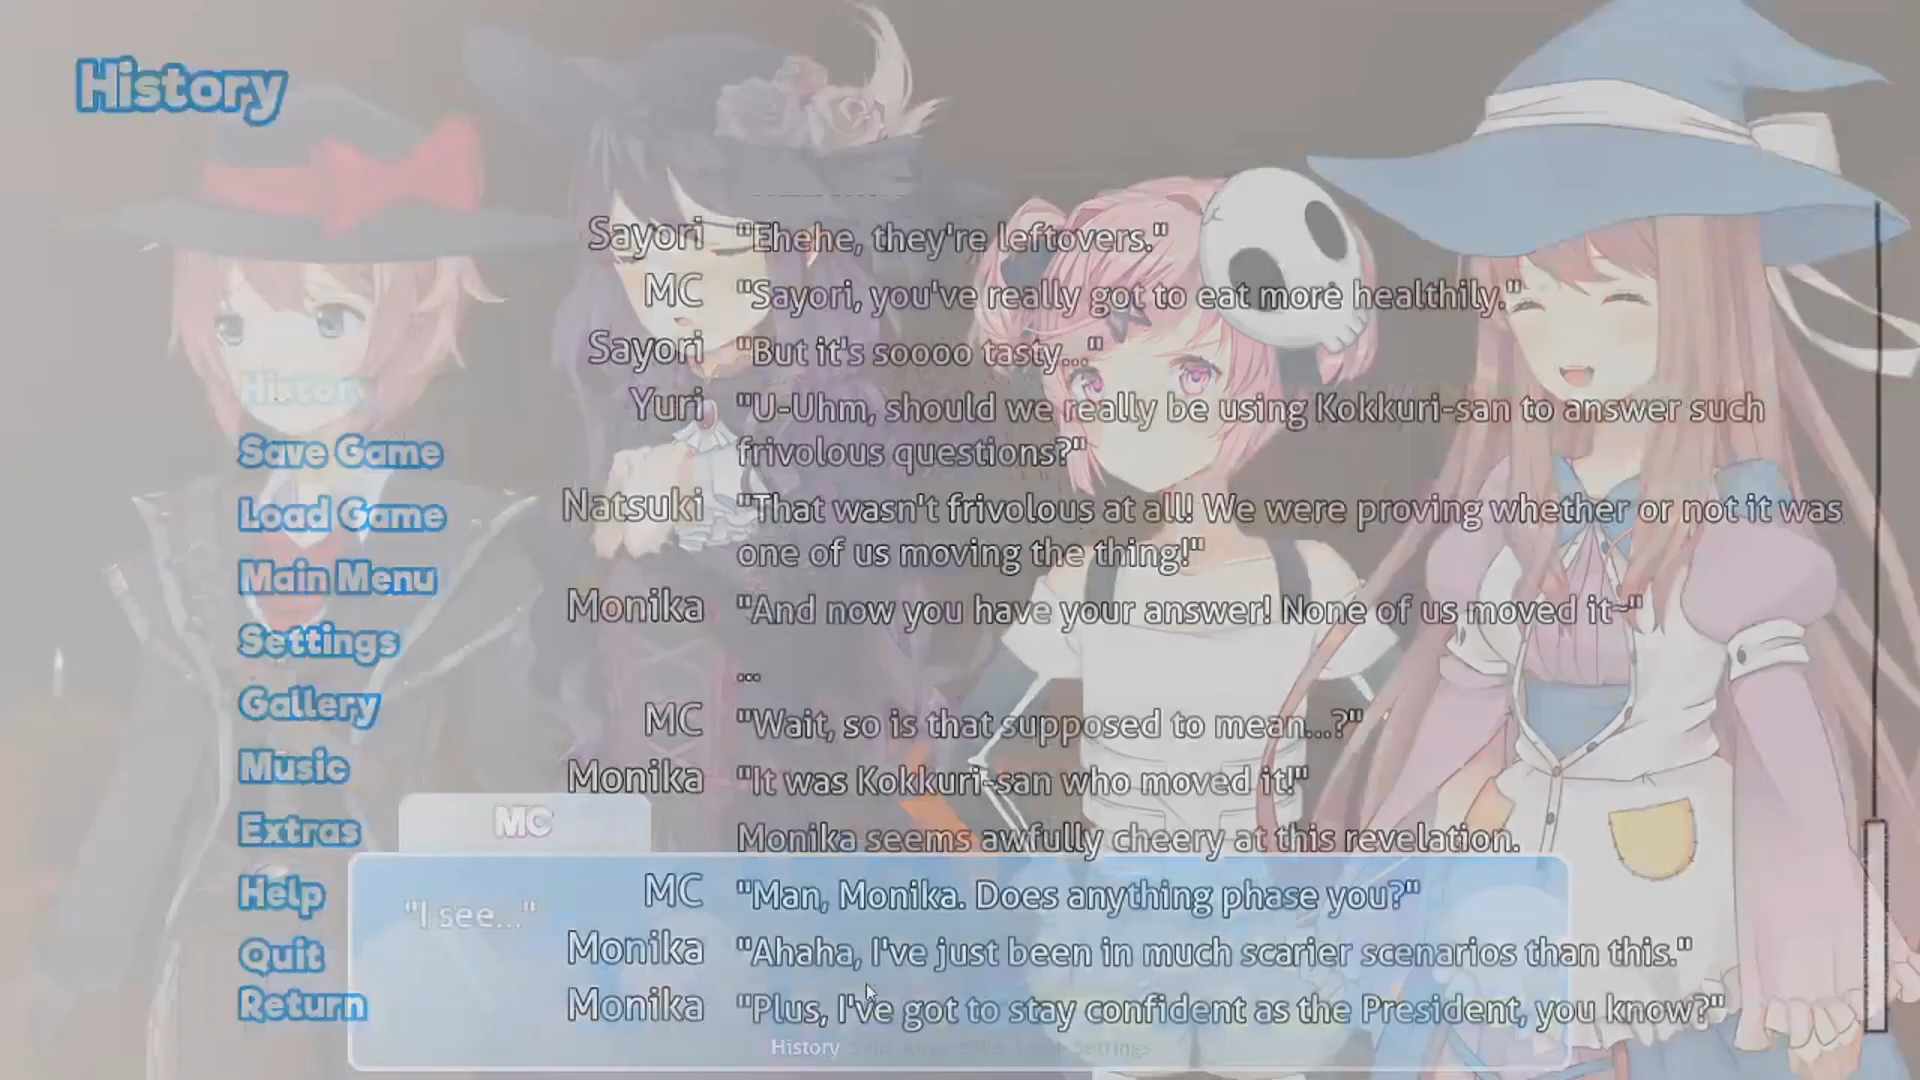 History
Sayori "Ehehe, they're leftovers."
MC "Sayori, you've really got to eat more healthily."
Sayori "But it's soooo tasty..."
Yuri "U-Uhm, should we really be using Kokkuri-san to answer such
frivolous questions?"
Natsuki "That wasn't frivolous at all! We were proving whether or not it was
one of us moving the thing!"
Monika "And now you have your answer! None of us moved it~"
...
MC "Wait, so is that supposed to mean...?"
Monika "It was Kokkuri-san who moved it!"
Monika seems awfully cheery at this revelation.
MC "Man, Monika. Does anything phase you?"
Monika "Ahaha, I've just been in much scarier scenarios than this."
Monika "Plus, I've got to stay confident as the President, you know?"
History
Save Game
Load Game
Main Menu
Settings
Gallery
Music
Extras
Help
Quit
Return
MC
"I see..."
History Skip Auto Save Load Settings